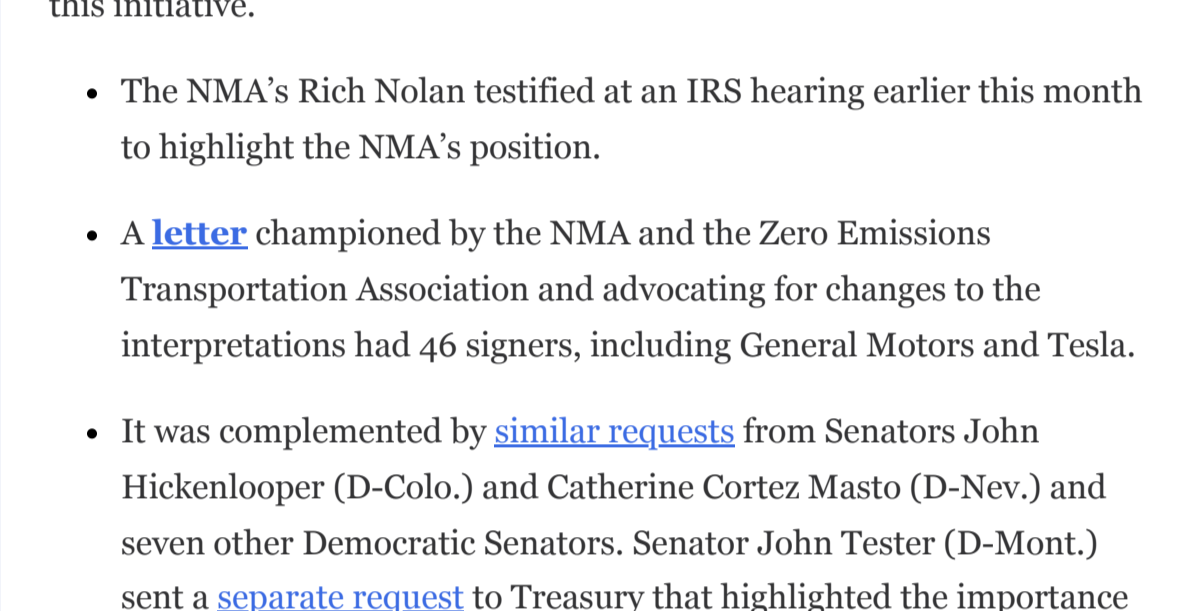 this initiative.
The NMA’s Rich Nolan testified at an IRS hearing earlier this month
to highlight the NMA’s position.
A letter championed by the NMA and the Zero Emissions
Transportation Association and advocating for changes to the
interpretations had 46 signers, including General Motors and Tesla.
It was complemented by similar requests from Senators John
Hickenlooper (D-Colo.) and Catherine Cortez Masto (D-Nev.) and
seven other Democratic Senators. Senator John Tester (D-Mont.)
sent a separate request to Treasury that highlighted the importance